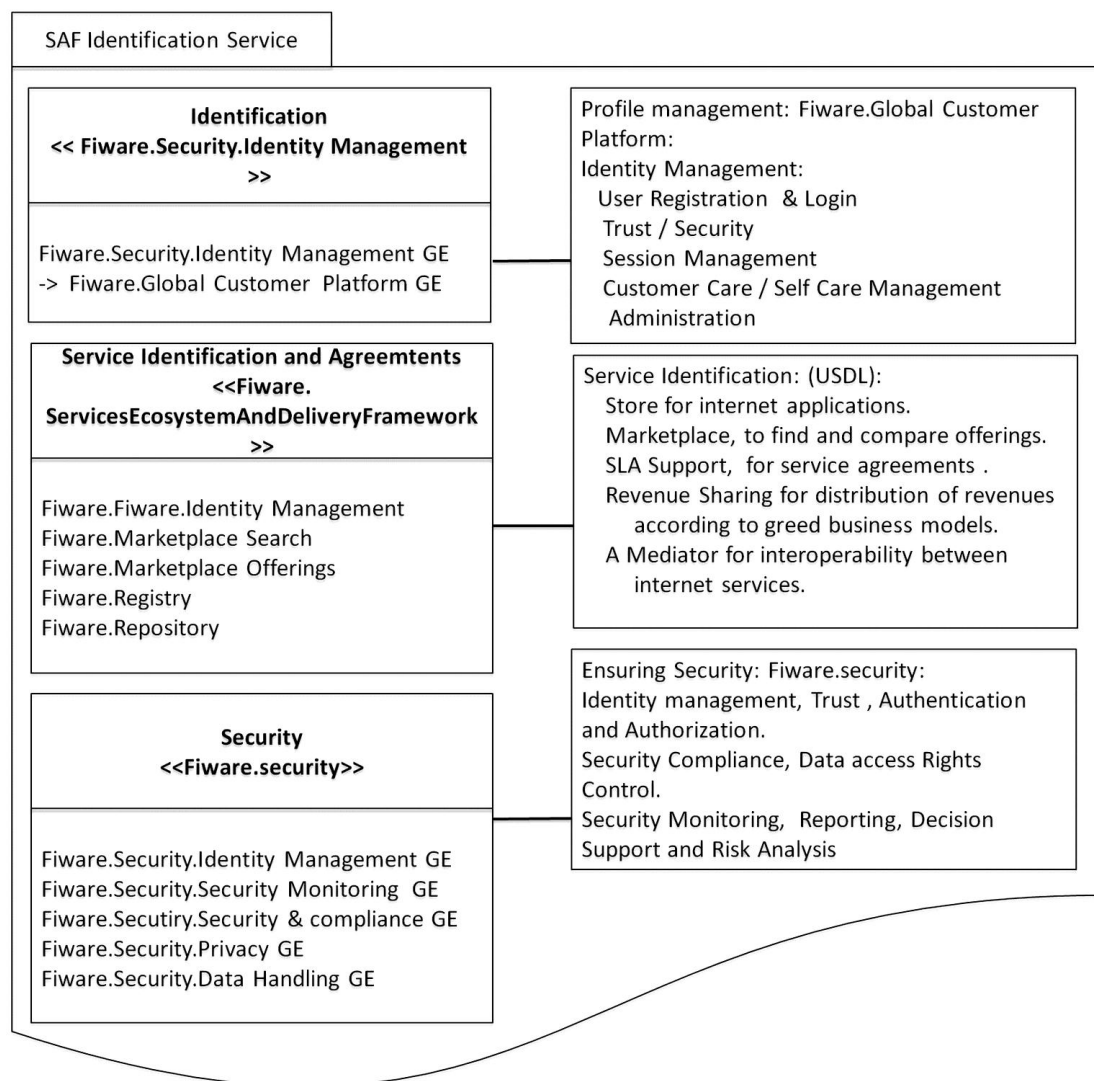 SAF Identification Service
Identification
<< Fiware.Security.Identity Management
>>
Fiware.Security.Identity Management GE
-> Fiware.Global Customer Platform GE
Profile management: Fiware.Global Customer
Platform:
Identity Management:
User Registration & Login
Trust / Security
Session Management
Customer Care / Self Care Management
Administration
Service Identification and Agreemtents
<<Fiware.
ServicesEcosystemAndDeliveryFramework
>>
Fiware.Fiware.Identity Management
Fiware.Marketplace Search
Fiware.Marketplace Offerings
Fiware.Registry
Fiware.Repository
Service Identification: (USDL):
Store for internet applications.
Marketplace, to find and compare offerings.
SLA Support, for service agreements .
Revenue Sharing for distribution of revenues
according to greed business models.
A Mediator for interoperability between
internet services.
Security
<<Fiware.security>>
Fiware.Security.Identity Management GE
Fiware.Security.Security Monitoring GE
Fiware.Secutiry.Security & compliance GE
Fiware.Security.Privacy GE
Fiware.Security.Data Handling GE
Ensuring Security: Fiware.security:
Identity management, Trust , Authentication
and Authorization.
Security Compliance, Data access Rights
Control.
Security Monitoring, Reporting, Decision
Support and Risk Analysis